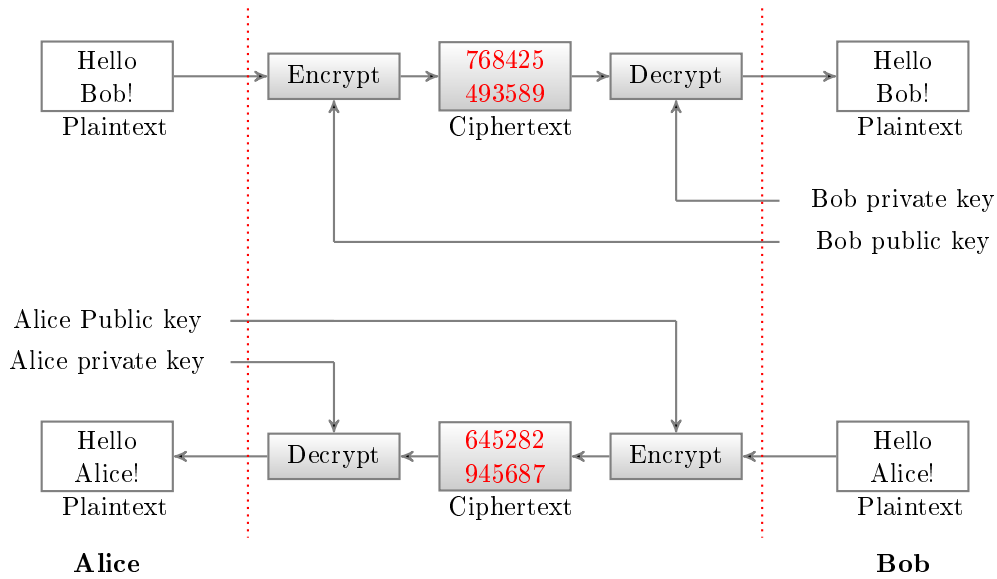 Hello
Bob!
Plaintext
Encrypt
768425
493589
Ciphertext
Decrypt
Hello
Bob!
Plaintext
Bob private key
Bob public key
Alice Public key
Alice private key
Hello
Alice!
Plaintext
Decrypt
645282
945687
Ciphertext
Encrypt
Hello
Alice!
Plaintext
Alice
Bob